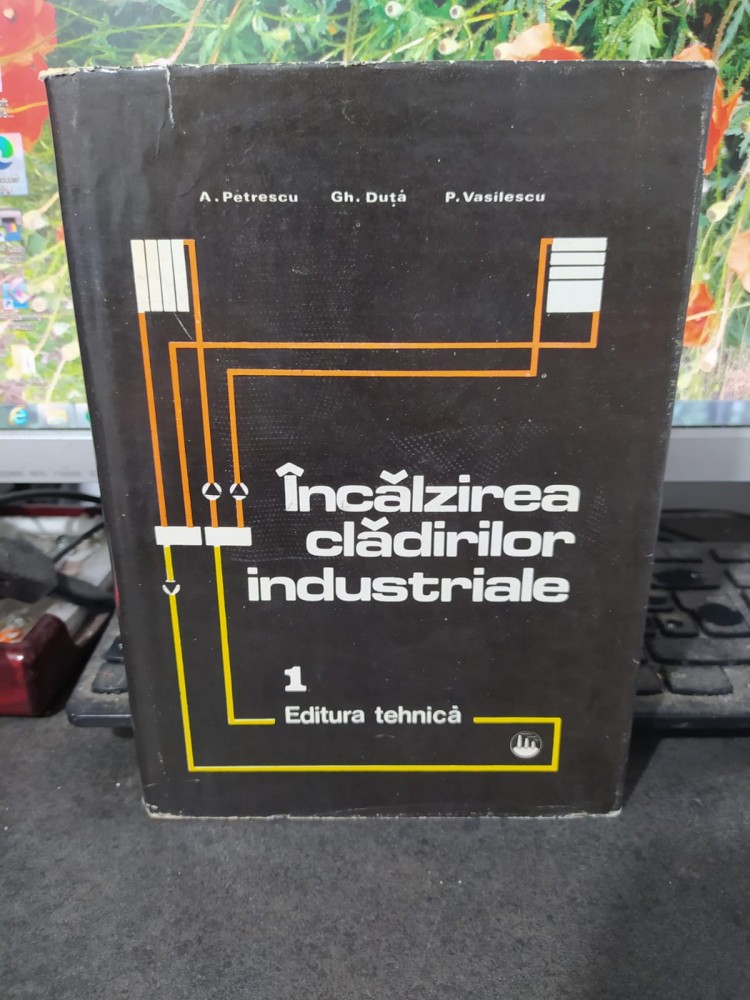 A. Petrescu Gh. Duță P. Vasilescu
Încălzirea
clădirilor
industriale
1
Editura tehnică